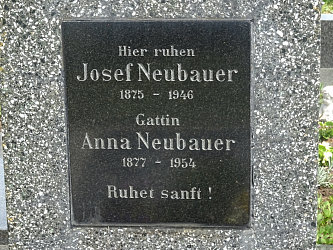 Hier ruhen
Josef Neubauer
1875 - 1946
Gattin
Anna Neubauer
1877 - 1954
Ruhet sanft !